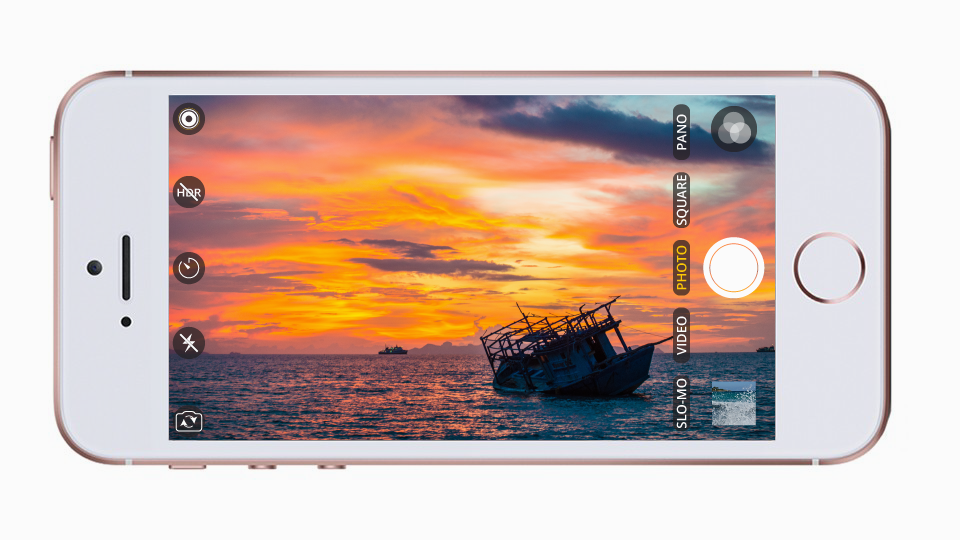 HDR
PANO
SQUARE
PHOTO
VIDEO
SLO-MO